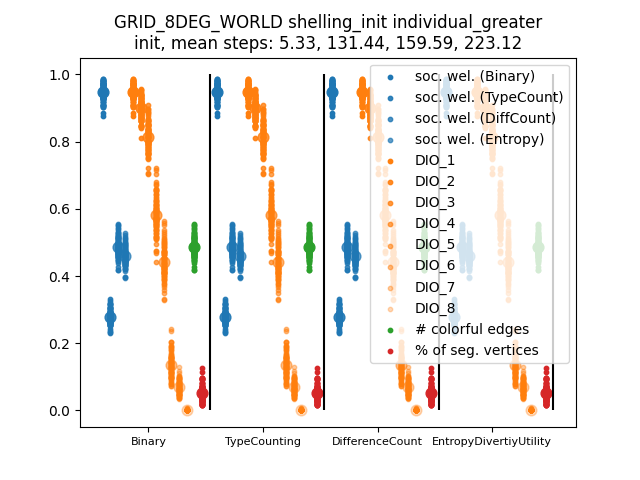 GRID_8DEG_WORLD shelling_init individual_greater
init, mean steps: 5.33, 131.44, 159.59, 223.12
1.0
0.8
0.6
0.4
0.2
0.0
soc. wel. (Binary)
soc. wel. (TypeCount)
soc. wel. (DiffCount)
soc. wel. (Entropy)
DIO_1
DIO_2
DIO_3
DIO_4
DIO_5
DIO_6
DIO_7
DIO_8
# colorful edges
% of seg. vertices
Binary
TypeCounting
DifferenceCount
EntropyDivertiyUtility